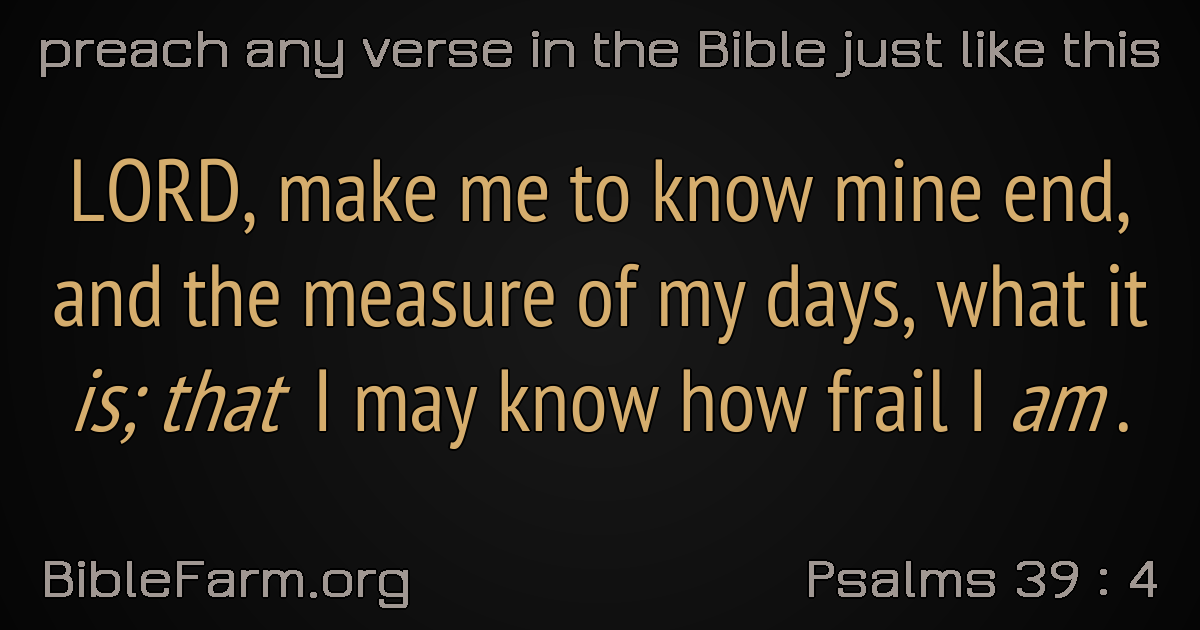 preach any verse in the Bible just like this
LORD, make me to know mine end,
and the measure of my days, what it
is; that I may know how frail I am.
BibleFarm.org
Psalms 39 : 4